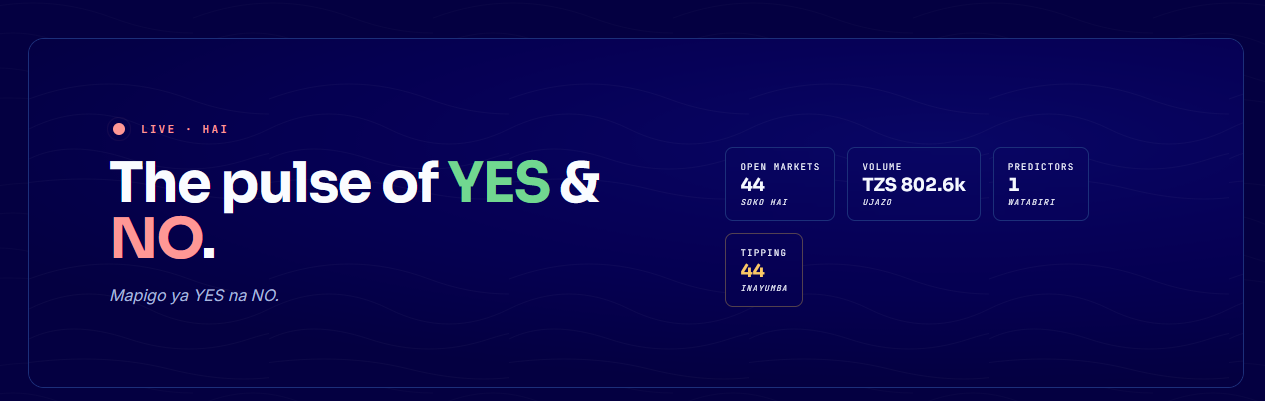 LIVE · HAI
The pulse of YES &
NO.
Mapigo ya YES na NO.
OPEN MARKETS
44
SOKO HAI
VOLUME
TZS 802.6k
UJAZO
PREDICTORS
1
WATABIRI
TIPPING
44
INAYUMBA